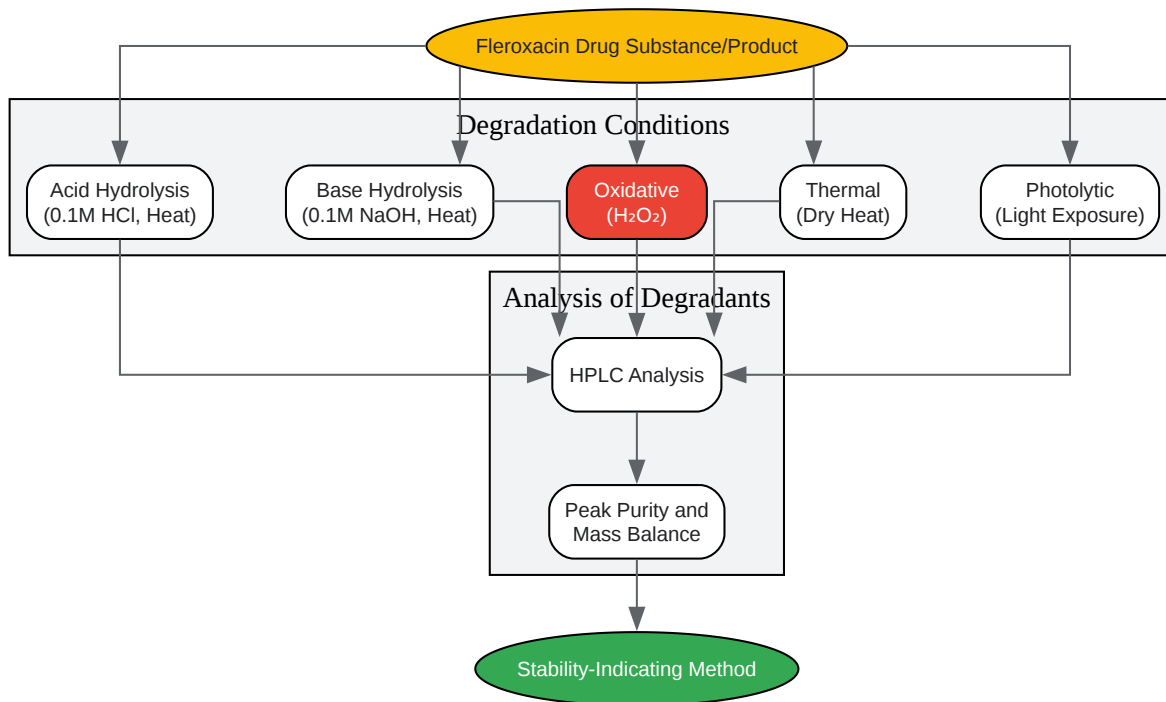 Fleroxacin Drug Substance/Product
Degradation Conditions
Acid Hydrolysis
(0.1M HCl, Heat)
Base Hydrolysis
(0.1M NaOH, Heat)
Oxidative
(H₂O₂)
Thermal
(Dry Heat)
Photolytic
(Light Exposure)
Analysis of Degradants
HPLC Analysis
Peak Purity and
Mass Balance
Stability-Indicating Method